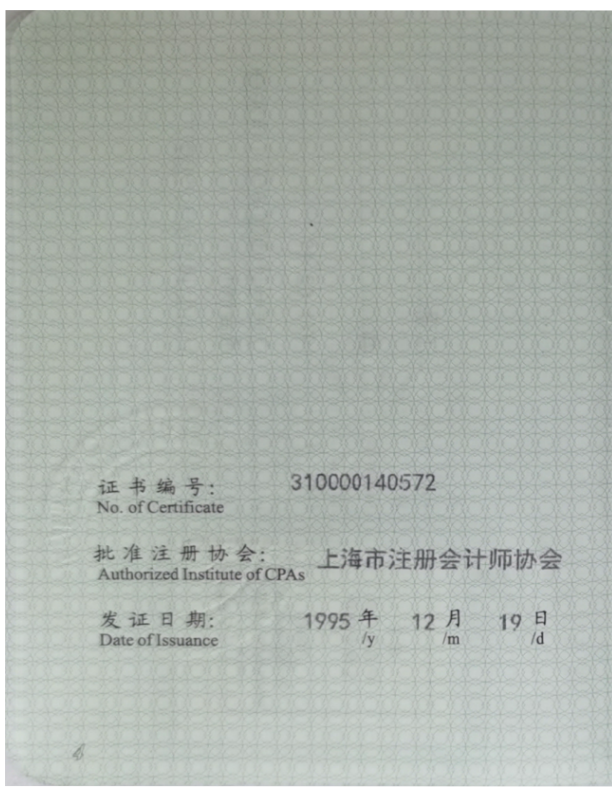 证书编号: 310000140572
No. of Certificate
批准注册协会: 上海市注册会计师协会
Authorized Institute of CPAs
发证日期: 1995 年 12 月 19 日
Date of Issuance /y /m /d
6